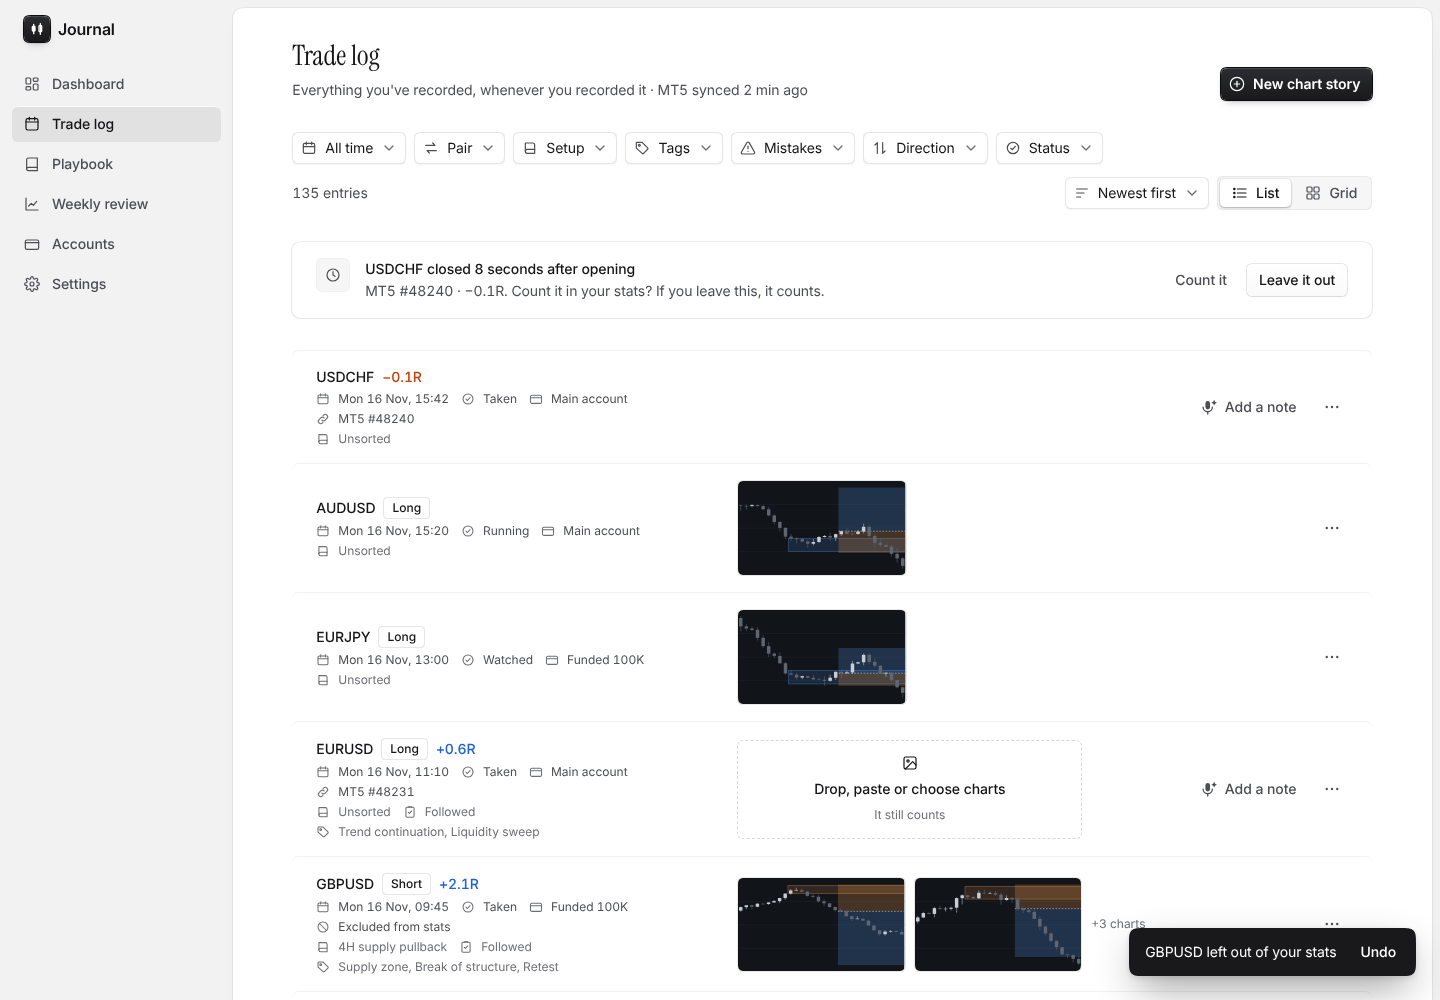 Journal
Dashboard
Trade log
Playbook
Weekly review
Accounts
Settings
Trade log
Everything you've recorded, whenever you recorded it · MT5 synced 2 min ago
New chart story
All time
Pair
Setup
Tags
Mistakes
Direction
Status
135 entries
Newest first
List
Grid
USDCHF closed 8 seconds after opening
MT5 #48240 · −0.1R. Count it in your stats? If you leave this, it counts.
Count it
Leave it out
USDCHF −0.1R
Mon 16 Nov, 15:42 Taken Main account
MT5 #48240
Unsorted
Add a note
AUDUSD Long
Mon 16 Nov, 15:20 Running Main account
Unsorted
EURJPY Long
Mon 16 Nov, 13:00 Watched Funded 100K
Unsorted
EURUSD Long +0.6R
Mon 16 Nov, 11:10 Taken Main account
MT5 #48231
Unsorted Followed
Trend continuation, Liquidity sweep
Drop, paste or choose charts
It still counts
Add a note
GBPUSD Short +2.1R
Mon 16 Nov, 09:45 Taken Funded 100K
Excluded from stats
4H supply pullback Followed
Supply zone, Break of structure, Retest
+3 charts
GBPUSD left out of your stats Undo